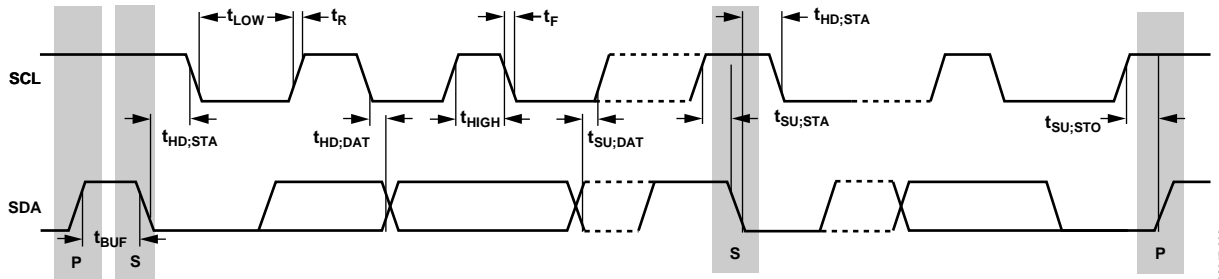 tLOW tR tF tHD;STA
SCL
tHD;STA tHD;DAT tHIGH tSU;DAT tSU;STA tSU;STO
SDA
tBUF
P S S P